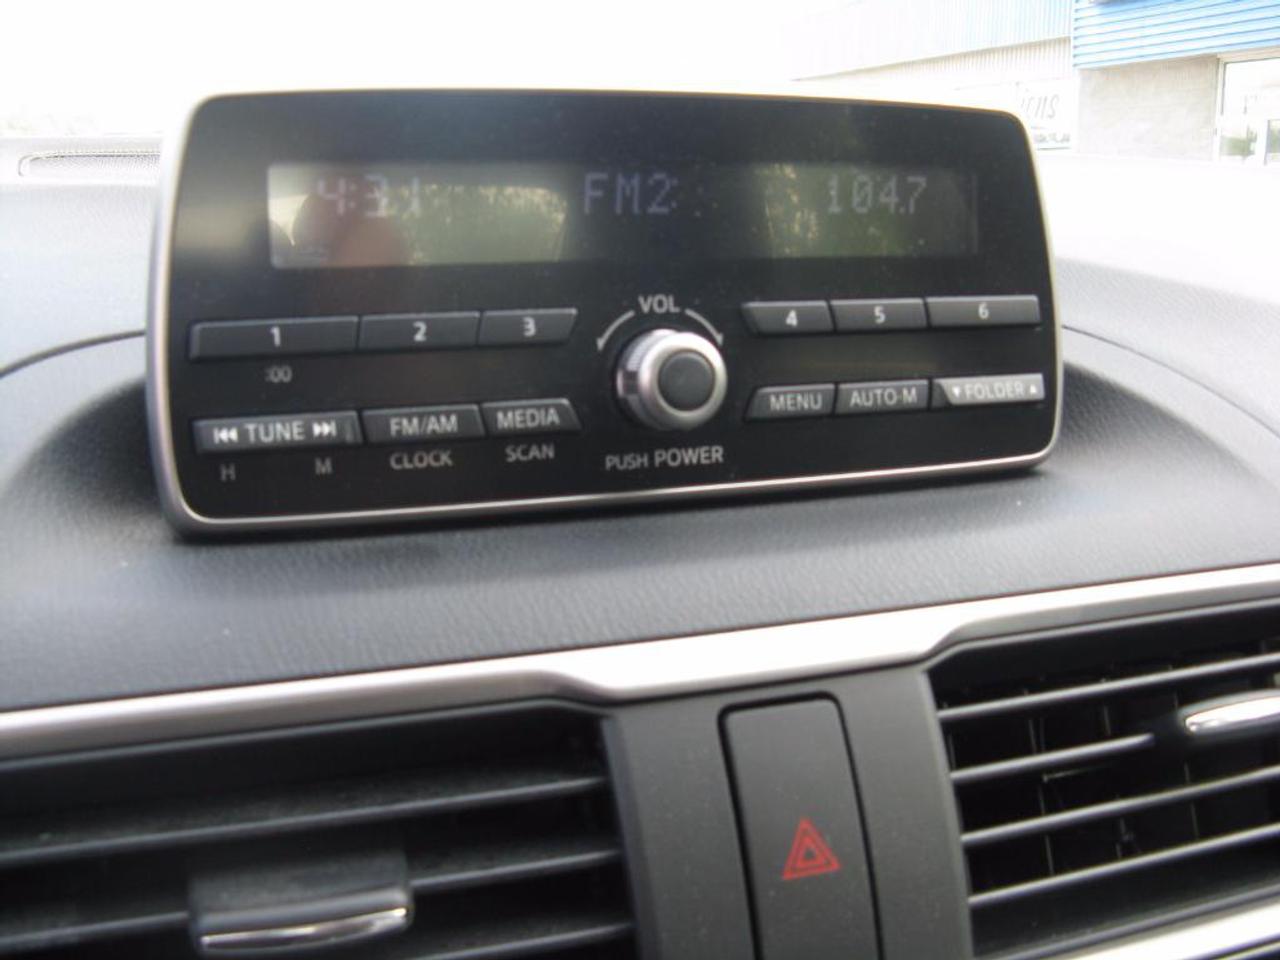 4:31 FM2 104.7
VOL
1 2 3 4 5 6
:00
MENU AUTO-M ▼ FOLDER ▲
⏮ TUNE ⏭ FM/AM MEDIA
H M CLOCK SCAN PUSH POWER